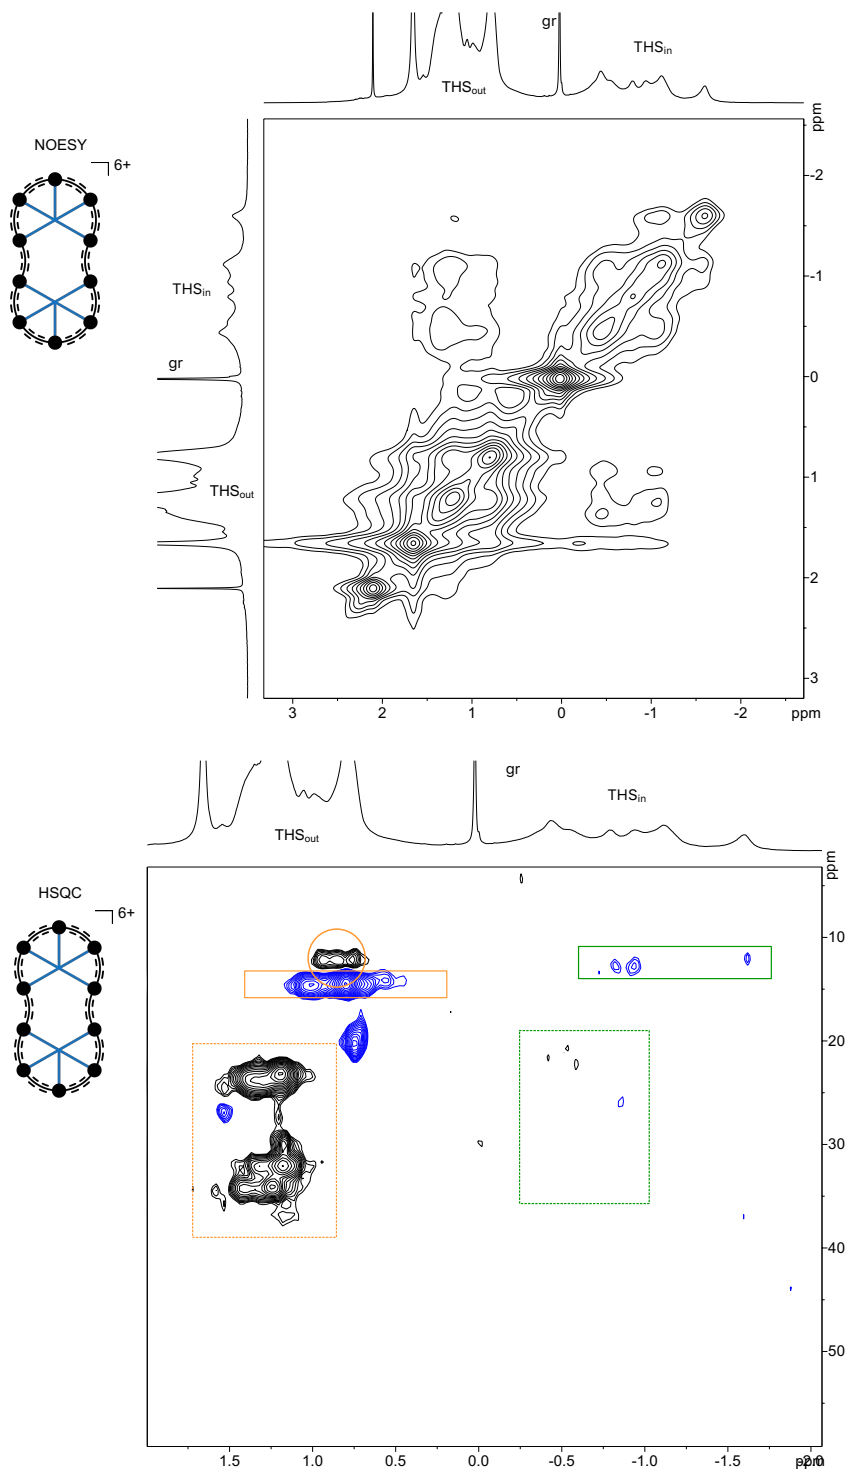 gr
THSin
THSout
ppm
NOESY
6+
-2
-1
THSin
gr
0
1
THSout
2
3
3 2 1 0 -1 -2 ppm
gr
THSin
THSout
ppm
HSQC
6+
-10
-20
-30
-40
-50
1.5 1.0 0.5 0.0 -0.5 -1.0 -1.5 -2.0 ppm